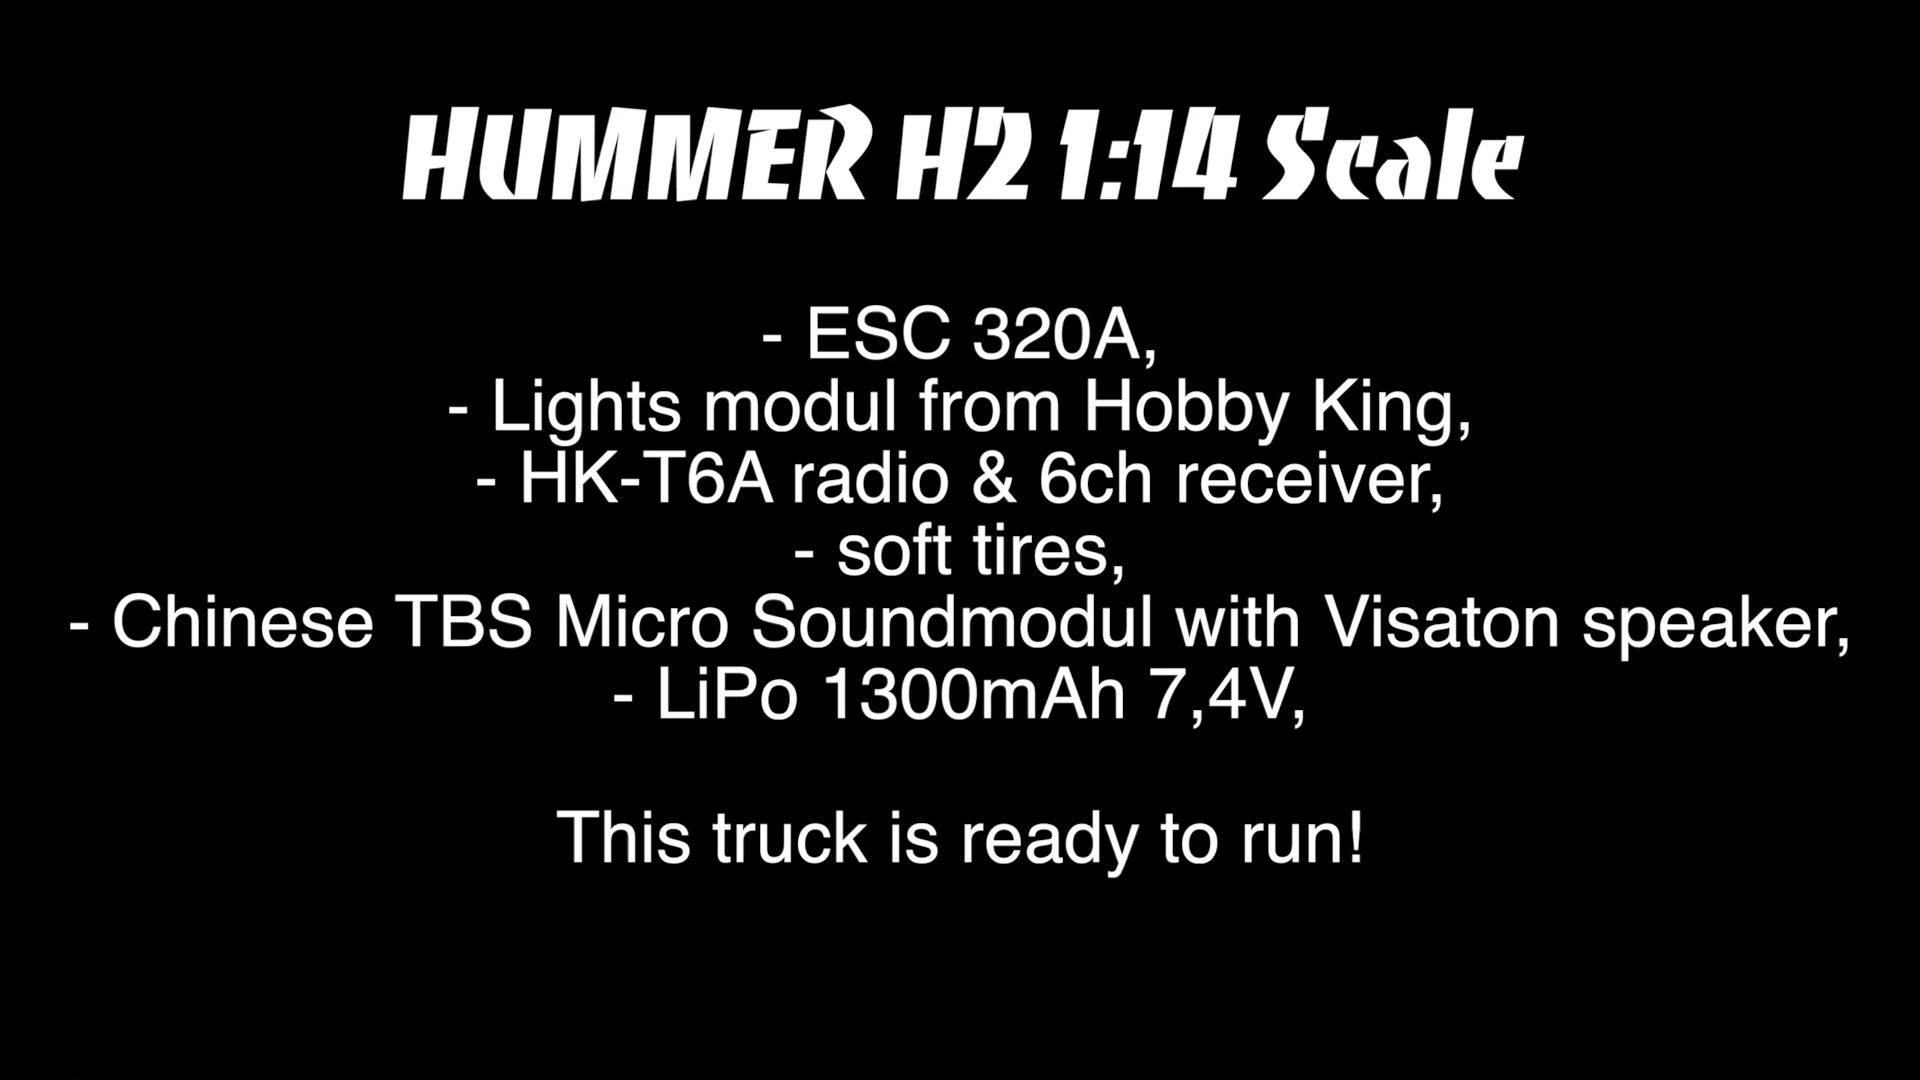 HUMMER H2 1:14 Scale
- ESC 320A,
- Lights modul from Hobby King,
- HK-T6A radio & 6ch receiver,
- soft tires,
- Chinese TBS Micro Soundmodul with Visaton speaker,
- LiPo 1300mAh 7,4V,
This truck is ready to run!